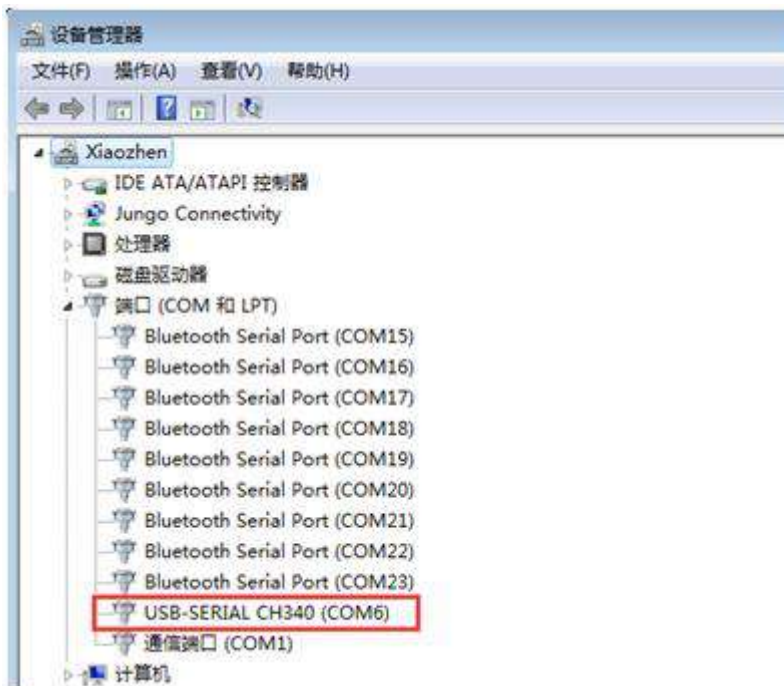 设备管理器
文件(F) 操作(A) 查看(V) 帮助(H)
Xiaozhen
IDE ATA/ATAPI 控制器
Jungo Connectivity
处理器
磁盘驱动器
端口 (COM 和 LPT)
Bluetooth Serial Port (COM15)
Bluetooth Serial Port (COM16)
Bluetooth Serial Port (COM17)
Bluetooth Serial Port (COM18)
Bluetooth Serial Port (COM19)
Bluetooth Serial Port (COM20)
Bluetooth Serial Port (COM21)
Bluetooth Serial Port (COM22)
Bluetooth Serial Port (COM23)
USB-SERIAL CH340 (COM6)
通信端口 (COM1)
计算机